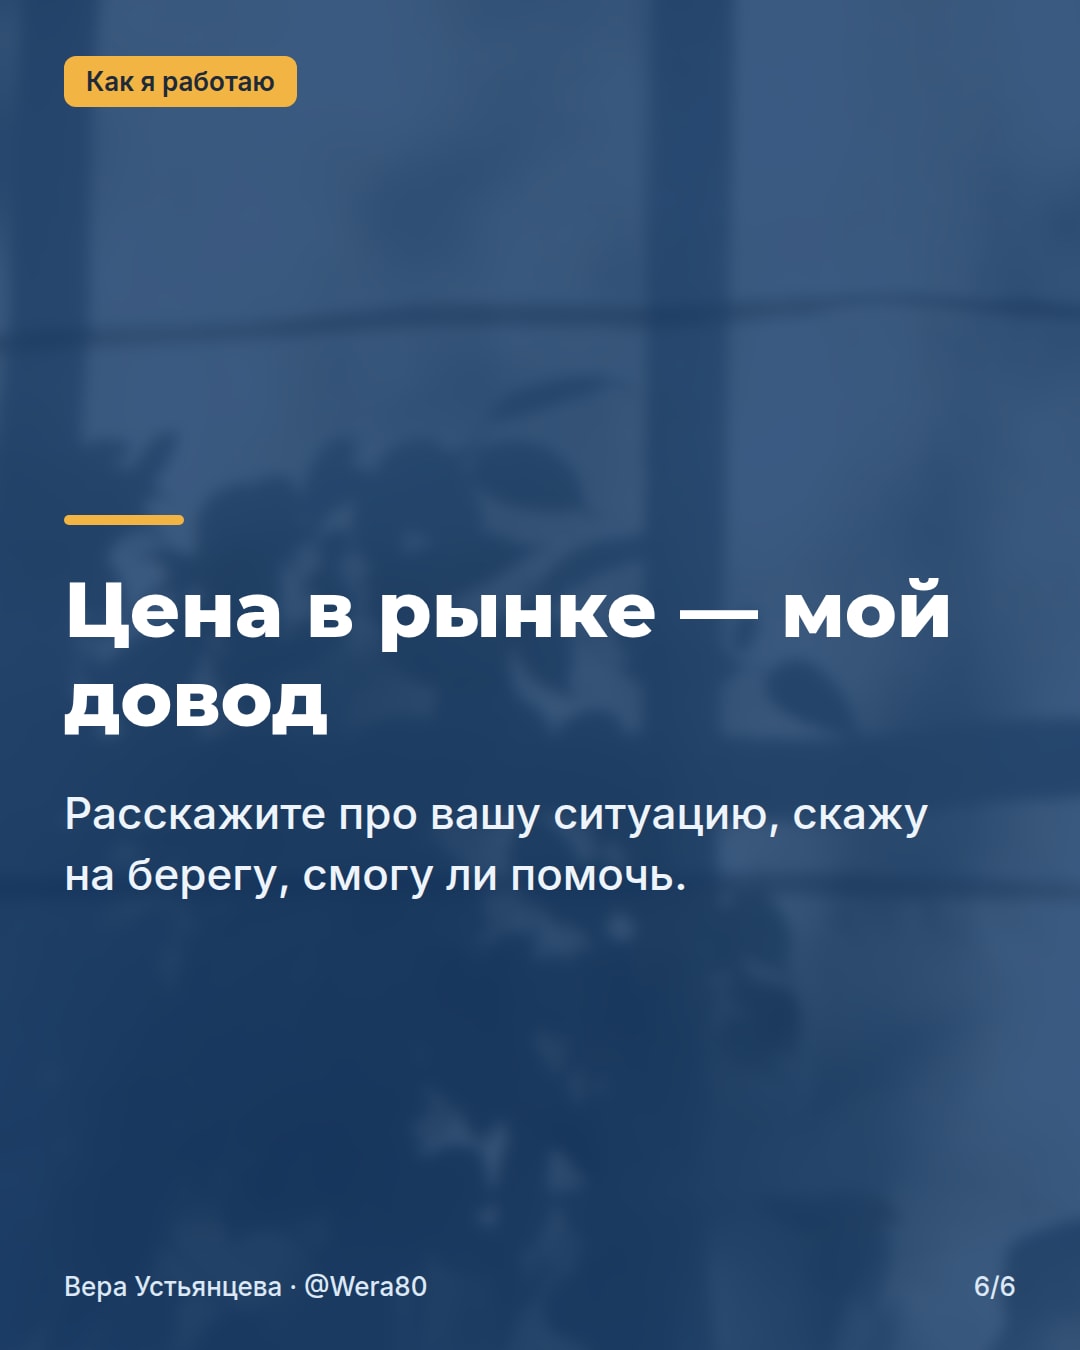 Как я работаю
Цена в рынке — мой
довод
Расскажите про вашу ситуацию, скажу
на берегу, смогу ли помочь.
Вера Устьянцева · @Wera80
6/6